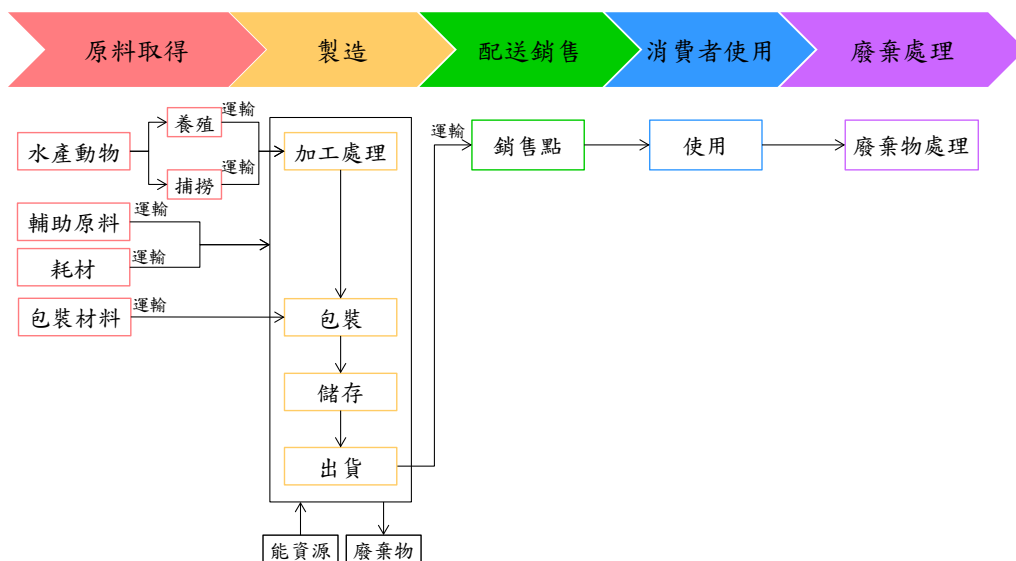 原料取得
製造
配送銷售
消費者使用
廢棄處理
水產動物
養殖
運輸
捕撈
運輸
加工處理
運輸
銷售點
使用
廢棄物處理
輔助原料
運輸
耗材
運輸
包裝材料
運輸
包裝
儲存
出貨
能資源
廢棄物